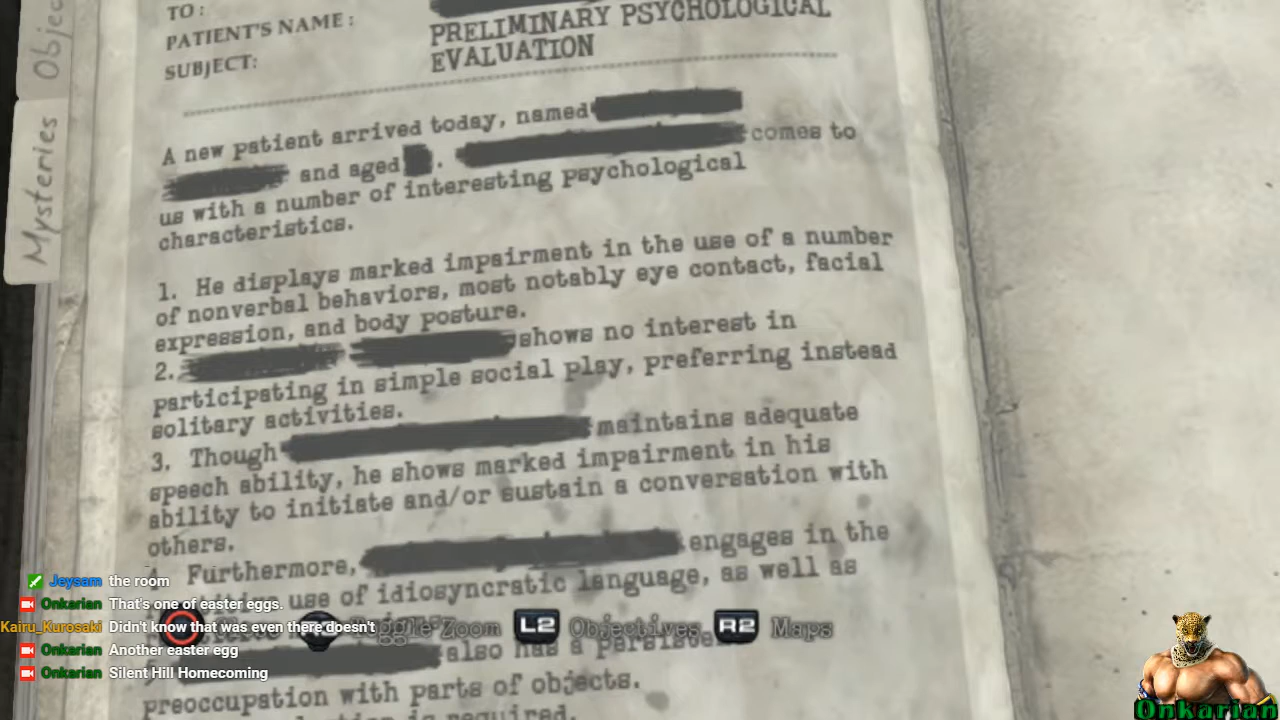 Objec
Mysteries
TO :
PATIENT'S NAME :
SUBJECT:
PRELIMINARY PSYCHOLOGICAL
EVALUATION
A new patient arrived today, named
and aged . comes to
us with a number of interesting psychological
characteristics.
1. He displays marked impairment in the use of a number
of nonverbal behaviors, most notably eye contact, facial
expression, and body posture.
2. shows no interest in
participating in simple social play, preferring instead
solitary activities.
3. Though maintains adequate
speech ability, he shows marked impairment in his
ability to initiate and/or sustain a conversation with
others.
Furthermore, engages in the
use of idiosyncratic language, as well as
also has a
preoccupation with parts of objects.
is required.
Zoom L2 Objectives R2 Maps
Jeysam the room
Onkarian That's one of easter eggs.
Kairu_Kurosaki Didn't know that was even there doesn't
Onkarian Another easter egg
Onkarian Silent Hill Homecoming
Onkarian